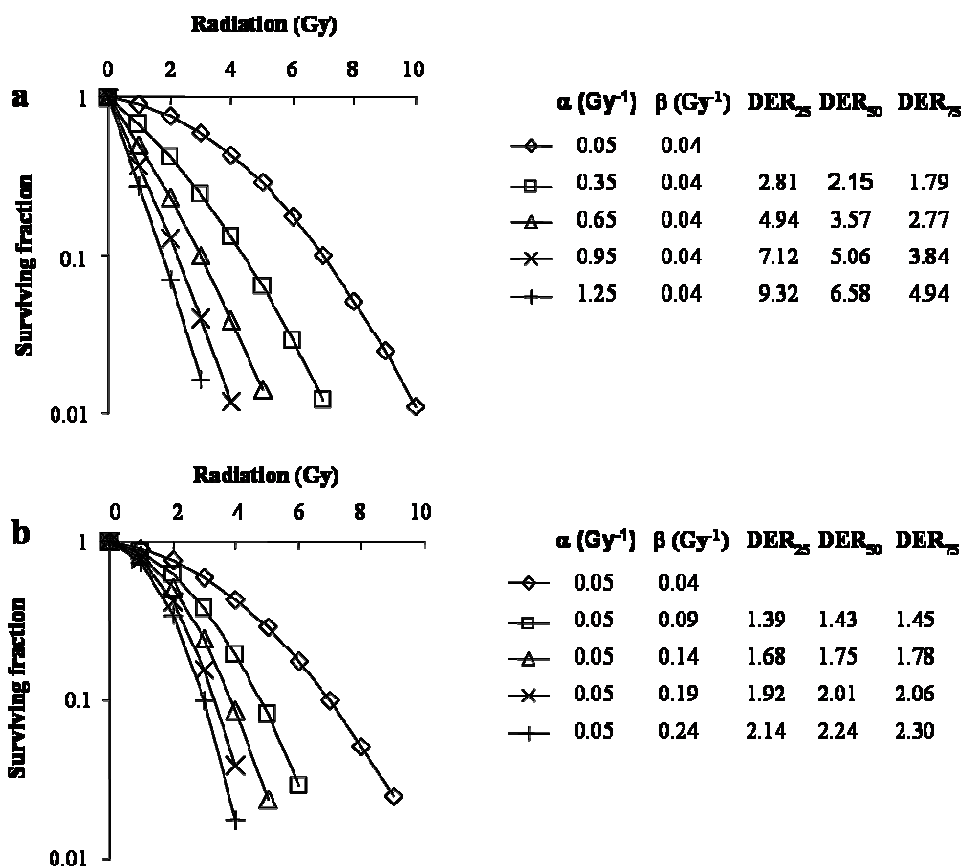 Radiation (Gy)
0 2 4 6 8 10
a
1
0.1
0.01
Surviving fraction
α (Gy⁻¹) β (Gy⁻¹) DER₂₅ DER₅₀ DER₇₅
0.05 0.04
0.35 0.04 2.81 2.15 1.79
0.65 0.04 4.94 3.57 2.77
0.95 0.04 7.12 5.06 3.84
1.25 0.04 9.32 6.58 4.94
Radiation (Gy)
0 2 4 6 8 10
b
1
0.1
0.01
Surviving fraction
α (Gy⁻¹) β (Gy⁻¹) DER₂₅ DER₅₀ DER₇₅
0.05 0.04
0.05 0.09 1.39 1.43 1.45
0.05 0.14 1.68 1.75 1.78
0.05 0.19 1.92 2.01 2.06
0.05 0.24 2.14 2.24 2.30